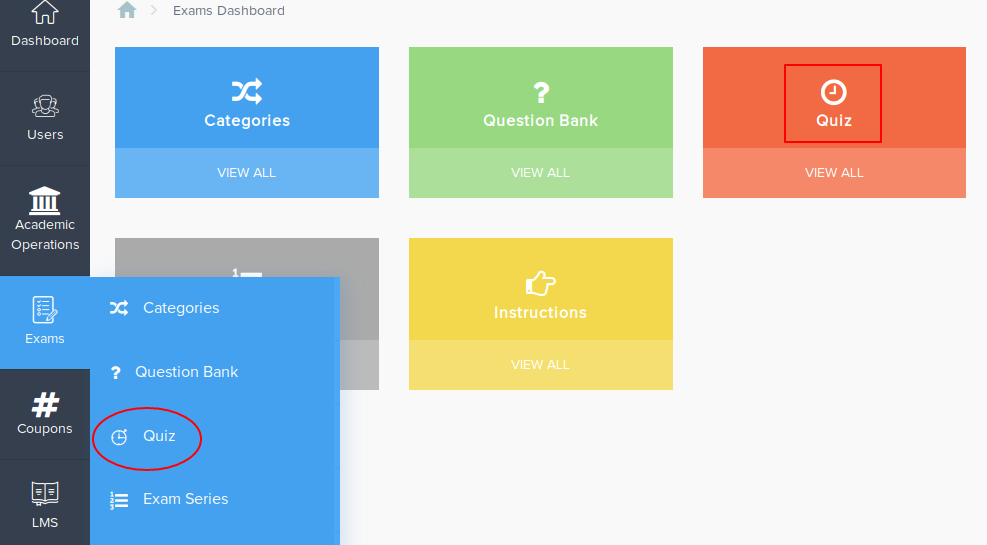 Exams Dashboard
Dashboard
Users
Academic
Operations
Exams
#
Coupons
LMS
Categories
VIEW ALL
?
Question Bank
VIEW ALL
Quiz
VIEW ALL
Instructions
VIEW ALL
Categories
? Question Bank
Quiz
Exam Series